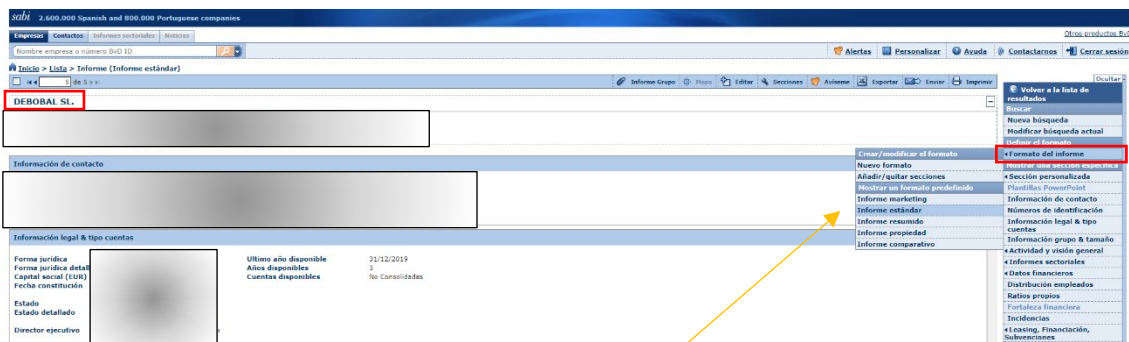 sabi 2.600.000 Spanish and 800.000 Portuguese companies
Empresas Contactos Informes sectoriales Noticias
Otros productos BvD
Nombre empresa o número BvD ID
Alertas Personalizar Ayuda Contactarnos Cerrar sesión
Inicio > Lista > Informe (Informe estándar)
5 de 5
Informe Grupo Mapa Editar Secciones Avíseme Exportar Enviar Imprimir
Ocultar
DEBOBAL SL.
Volver a la lista de
resultados
Buscar
Nueva búsqueda
Modificar búsqueda actual
Definir el formato
Formato del informe
Mostrar una sección específica
Sección personalizada
Plantillas PowerPoint
Información de contacto
Números de identificación
Información legal & tipo
cuentas
Información grupo & tamaño
Actividad y visión general
Informes sectoriales
Datos financieros
Distribución empleados
Ratios propios
Fortaleza financiera
Incidencias
Leasing, Financiación,
Subvenciones
Crear/modificar el formato
Nuevo formato
Añadir/quitar secciones
Mostrar un formato predefinido
Informe marketing
Informe estándar
Informe resumido
Informe propiedad
Informe comparativo
Información de contacto
Información legal & tipo cuentas
Forma jurídica
Forma jurídica detall
Capital social (EUR)
Fecha constitución
Estado
Estado detallado
Director ejecutivo
Ultimo año disponible 31/12/2019
Años disponibles 3
Cuentas disponibles No Consolidadas